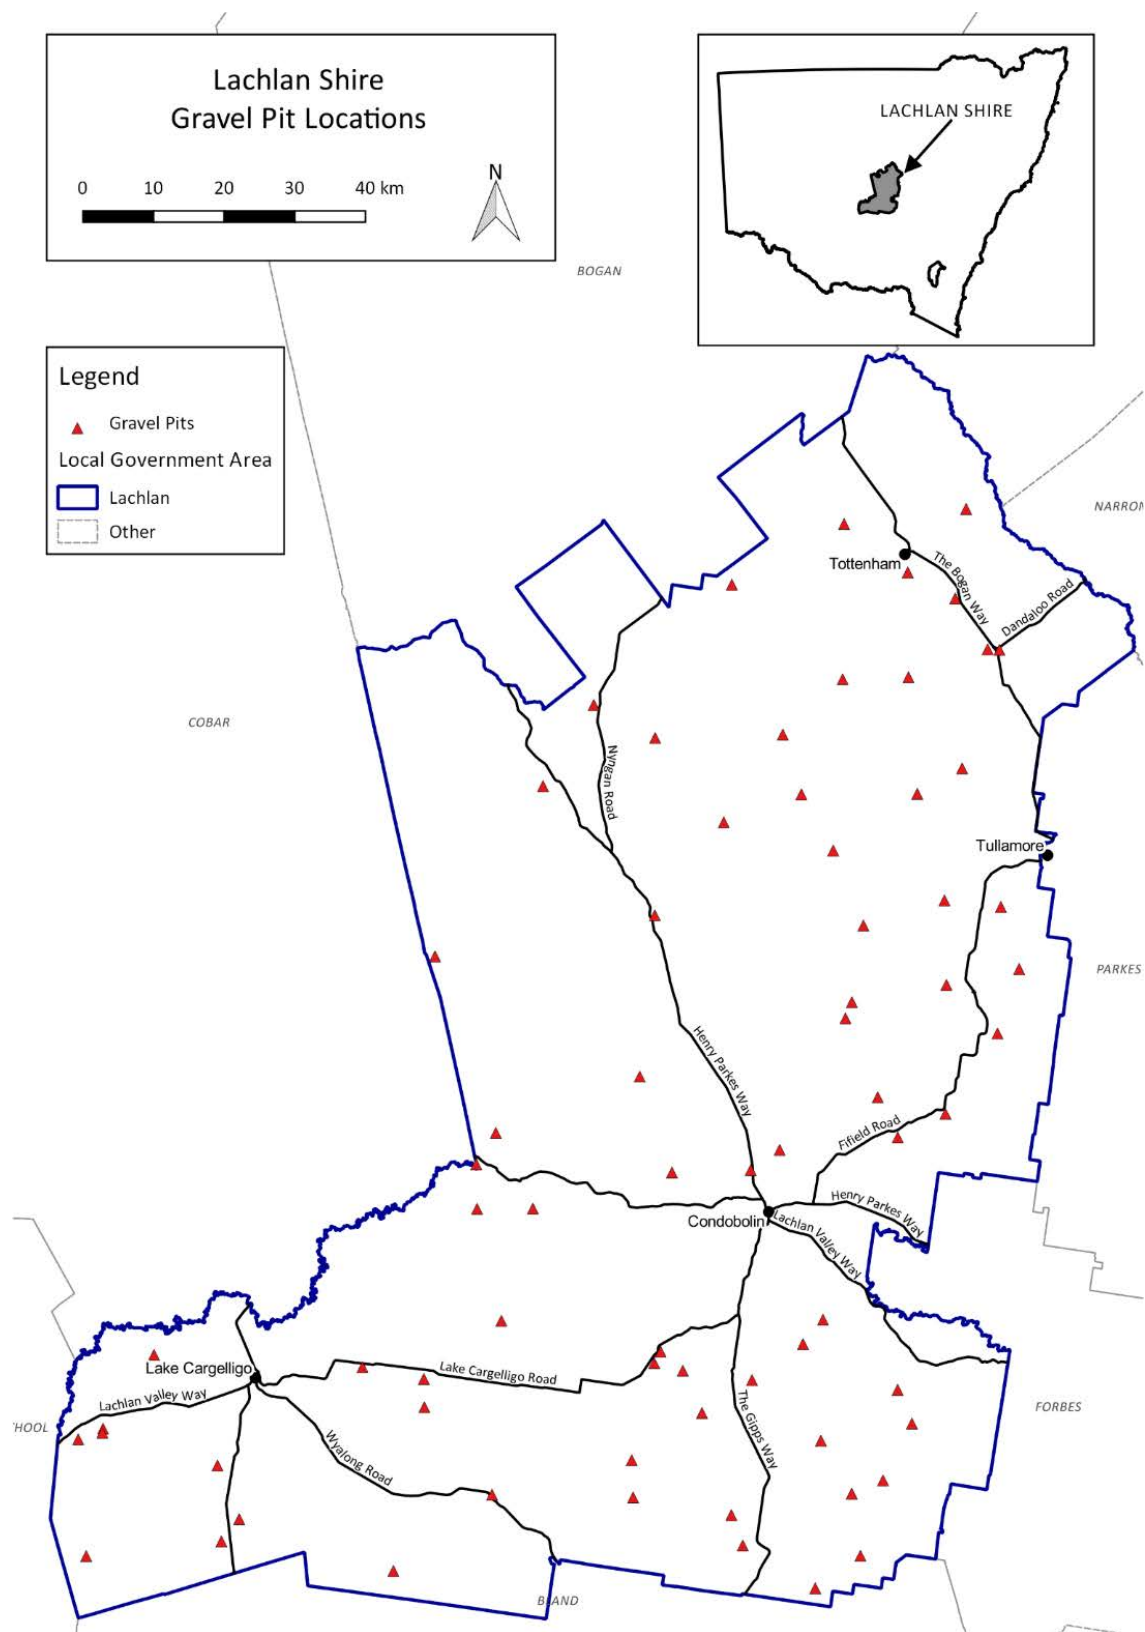 Lachlan Shire
Gravel Pit Locations
0 10 20 30 40 km
N
LACHLAN SHIRE
BOGAN
Legend
Gravel Pits
Local Government Area
Lachlan
Other
NARROM
Tottenham
The Bogan Way
Dandaloo Road
COBAR
Nyngan Road
Tullamore
PARKES
Henry Parkes Way
Fifield Road
Henry Parkes Way
Condobolin
Lachlan Valley Way
Lake Cargelligo
Lake Cargelligo Road
Lachlan Valley Way
The Gipps Way
FORBES
HOOL
Wyalong Road
BLAND